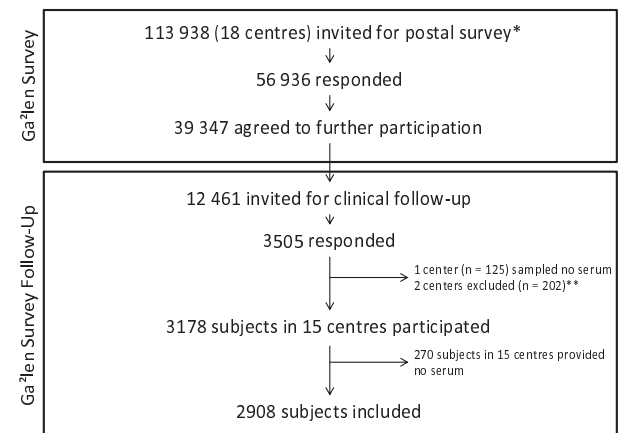 Ga²len Survey
113 938 (18 centres) invited for postal survey*
56 936 responded
39 347 agreed to further participation
Ga²len Survey Follow-Up
12 461 invited for clinical follow-up
3505 responded
1 center (n = 125) sampled no serum
2 centers excluded (n = 202)**
3178 subjects in 15 centres participated
270 subjects in 15 centres provided
no serum
2908 subjects included